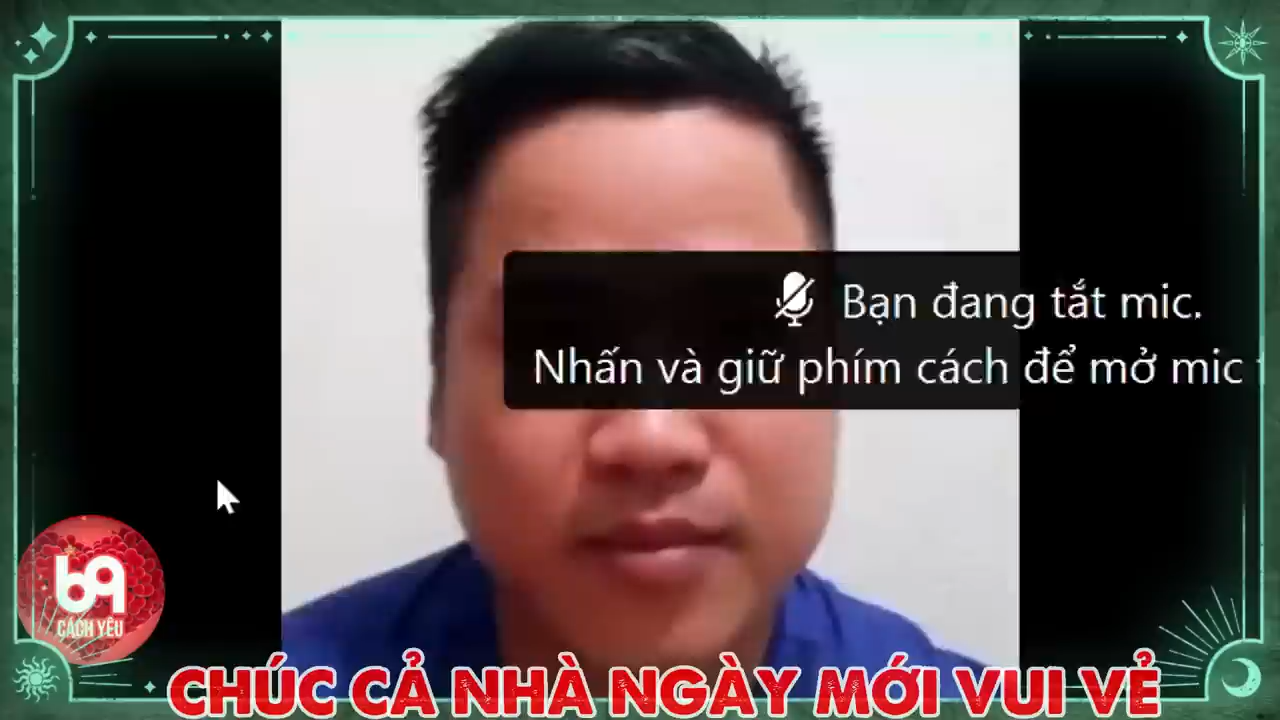 Bạn đang tắt mic.
Nhấn và giữ phím cách để mở mic
69
CÁCH YÊU
CHÚC CẢ NHÀ NGÀY MỚI VUI VẺ